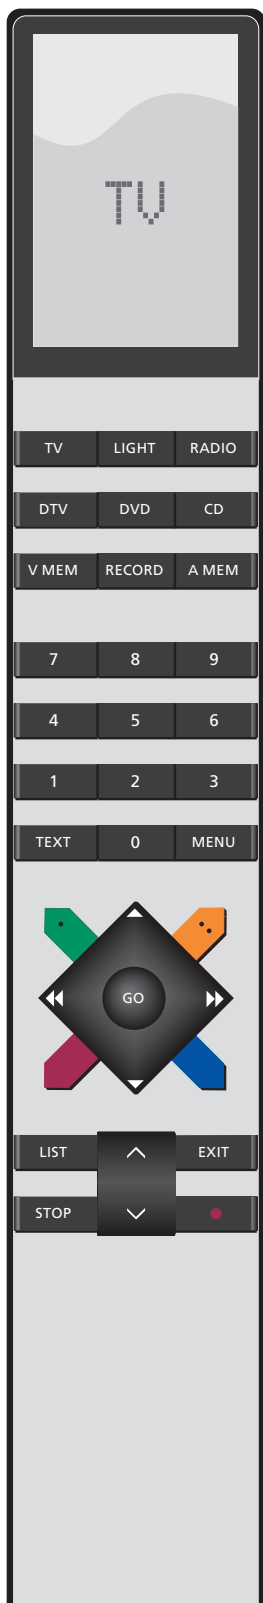 TV
TV LIGHT RADIO
DTV DVD CD
V MEM RECORD A MEM
7 8 9
4 5 6
1 2 3
TEXT 0 MENU
GO
LIST EXIT
STOP